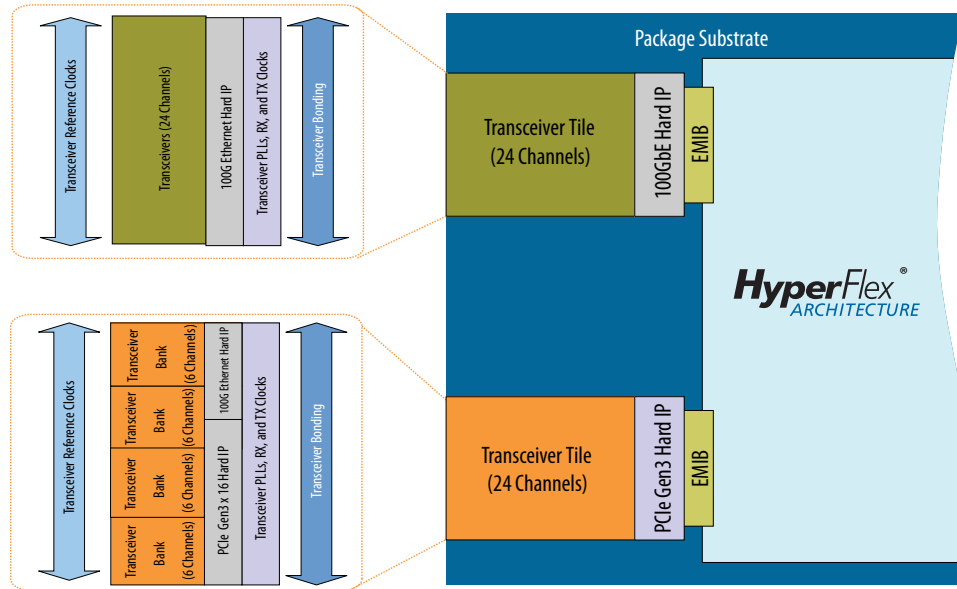 Transceiver Reference Clocks
Transceivers (24 Channels)
100G Ethernet Hard IP
Transceiver PLLs, RX, and TX Clocks
Transceiver Bonding
Package Substrate
Transceiver Tile
(24 Channels)
100GbE Hard IP
EMIB
HyperFlex®
ARCHITECTURE
Transceiver Reference Clocks
Transceiver
Bank
(6 Channels)
Transceiver
Bank
(6 Channels)
Transceiver
Bank
(6 Channels)
Transceiver
Bank
(6 Channels)
100G Ethernet Hard IP
PCIe Gen3 x 16 Hard IP
Transceiver PLLs, RX, and TX Clocks
Transceiver Bonding
Transceiver Tile
(24 Channels)
PCIe Gen3 Hard IP
EMIB